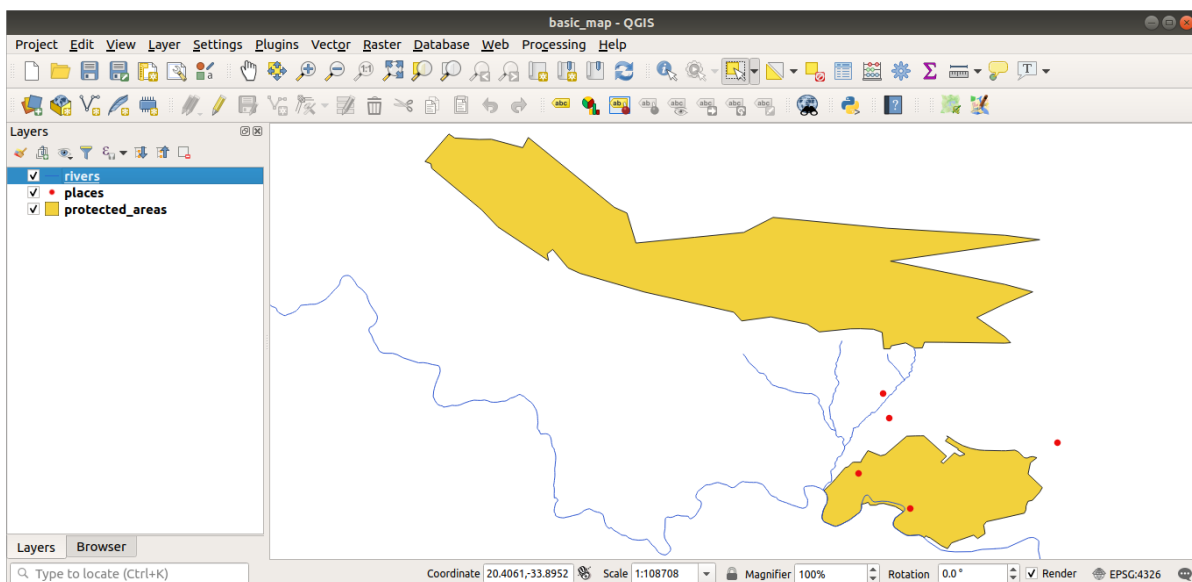 basic_map - QGIS
Project Edit View Layer Settings Plugins Vector Raster Database Web Processing Help
Layers
rivers
places
protected_areas
Layers Browser
Type to locate (Ctrl+K) Coordinate 20.4061,-33.8952 Scale 1:108708 Magnifier 100% Rotation 0.0 ° Render EPSG:4326